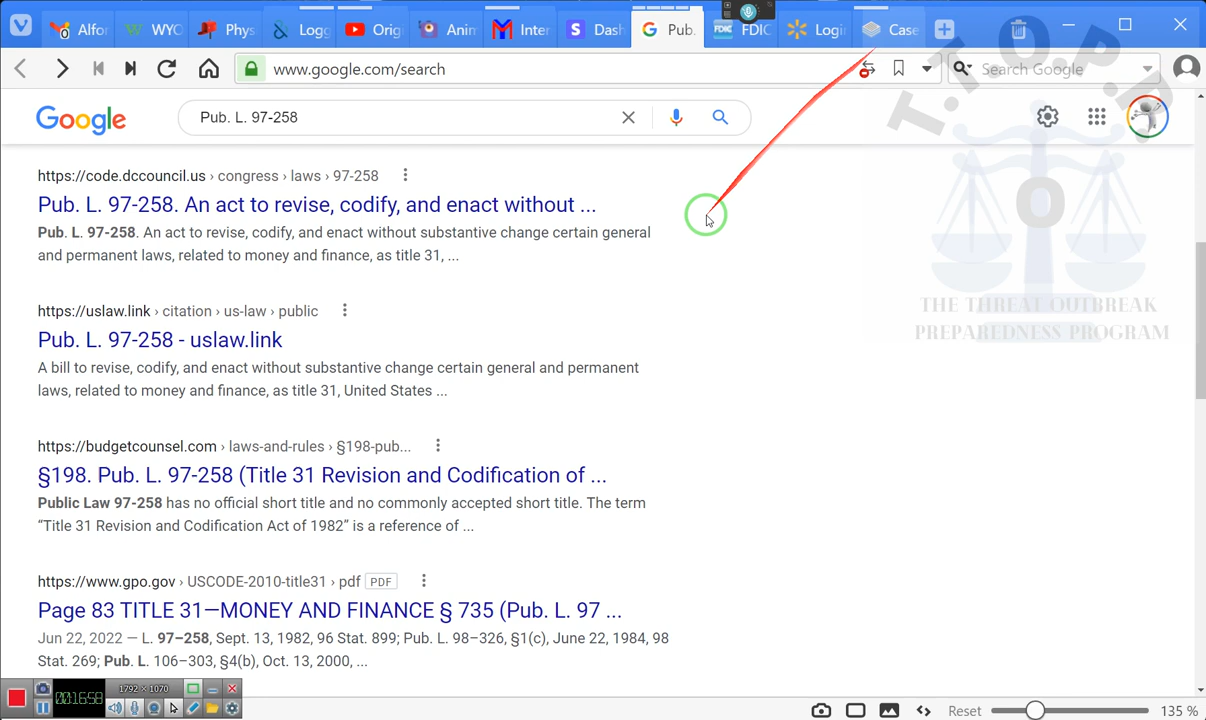 Alfor
WYO
Phys
Logg
Orig
Anim
Inter
Dash
Pub.
FDIC
Login
Case
www.google.com/search
Search Google
T.T.O.P.P
Google
Pub. L. 97-258
https://code.dccouncil.us › congress › laws › 97-258
Pub. L. 97-258. An act to revise, codify, and enact without ...
Pub. L. 97-258. An act to revise, codify, and enact without substantive change certain general
and permanent laws, related to money and finance, as title 31, ...
THE THREAT OUTBREAK
PREPAREDNESS PROGRAM
https://uslaw.link › citation › us-law › public
Pub. L. 97-258 - uslaw.link
A bill to revise, codify, and enact without substantive change certain general and permanent
laws, related to money and finance, as title 31, United States ...
https://budgetcounsel.com › laws-and-rules › §198-pub...
§198. Pub. L. 97-258 (Title 31 Revision and Codification of ...
Public Law 97-258 has no official short title and no commonly accepted short title. The term
“Title 31 Revision and Codification Act of 1982” is a reference of ...
https://www.gpo.gov › USCODE-2010-title31 › pdf PDF
Page 83 TITLE 31—MONEY AND FINANCE § 735 (Pub. L. 97 ...
Jun 22, 2022 — L. 97–258, Sept. 13, 1982, 96 Stat. 899; Pub. L. 98–326, §1(c), June 22, 1984, 98
Stat. 269; Pub. L. 106–303, §4(b), Oct. 13, 2000, ...
1792 × 1070
Reset 135 %